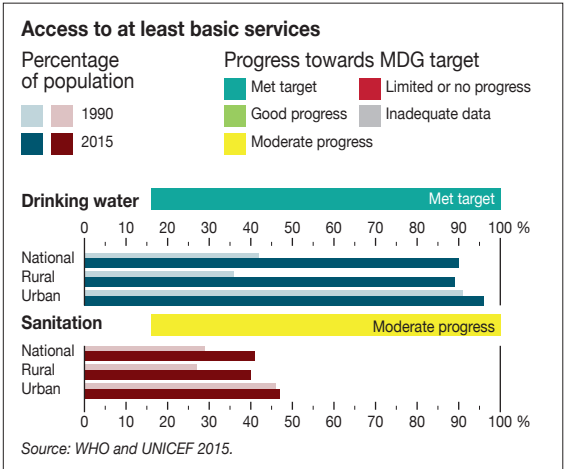 Access to at least basic services
Percentage of population
1990
2015
Progress towards MDG target
Met target
Limited or no progress
Good progress
Inadequate data
Moderate progress
Drinking water
Met target
0 10 20 30 40 50 60 70 80 90 100 %
National
Rural
Urban
Sanitation
Moderate progress
National
Rural
Urban
0 10 20 30 40 50 60 70 80 90 100 %
Source: WHO and UNICEF 2015.